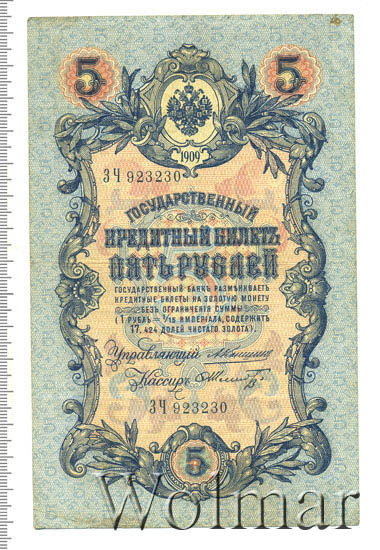 5 5
1909
ЗЧ 923230
ГОСУДАРСТВЕННЫЙ
КРЕДИТНЫЙ БИЛЕТЪ
ПЯТЬ РУБЛЕЙ
ГОСУДАРСТВЕННЫЙ БАНКЪ РАЗМѢНИВАЕТЪ
КРЕДИТНЫЕ БИЛЕТЫ НА ЗОЛОТУЮ МОНЕТУ
БЕЗЪ ОГРАНИЧЕНІЯ СУММЫ
(1 РУБЛЬ = 1/15 ИМПЕРІАЛА, СОДЕРЖИТЪ
17,424 ДОЛЕЙ ЧИСТАГО ЗОЛОТА).
Управляющій
Кассиръ
ЗЧ 923230
5
Wolmar